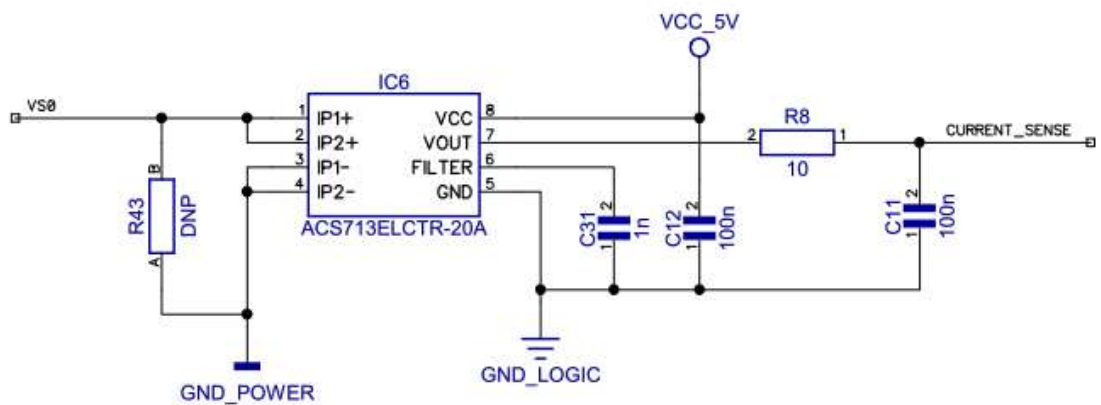 VCC_5V
IC6
VS0
1 IP1+ VCC 8
2 IP2+ VOUT 7
3 IP1- FILTER 6
4 IP2- GND 5
ACS713ELCTR-20A
2 R8 1
10
CURRENT_SENSE
B
R43
DNP
A
2
C31
1n
1
2
C12
100n
1
2
C11
100n
1
GND_LOGIC
GND_POWER